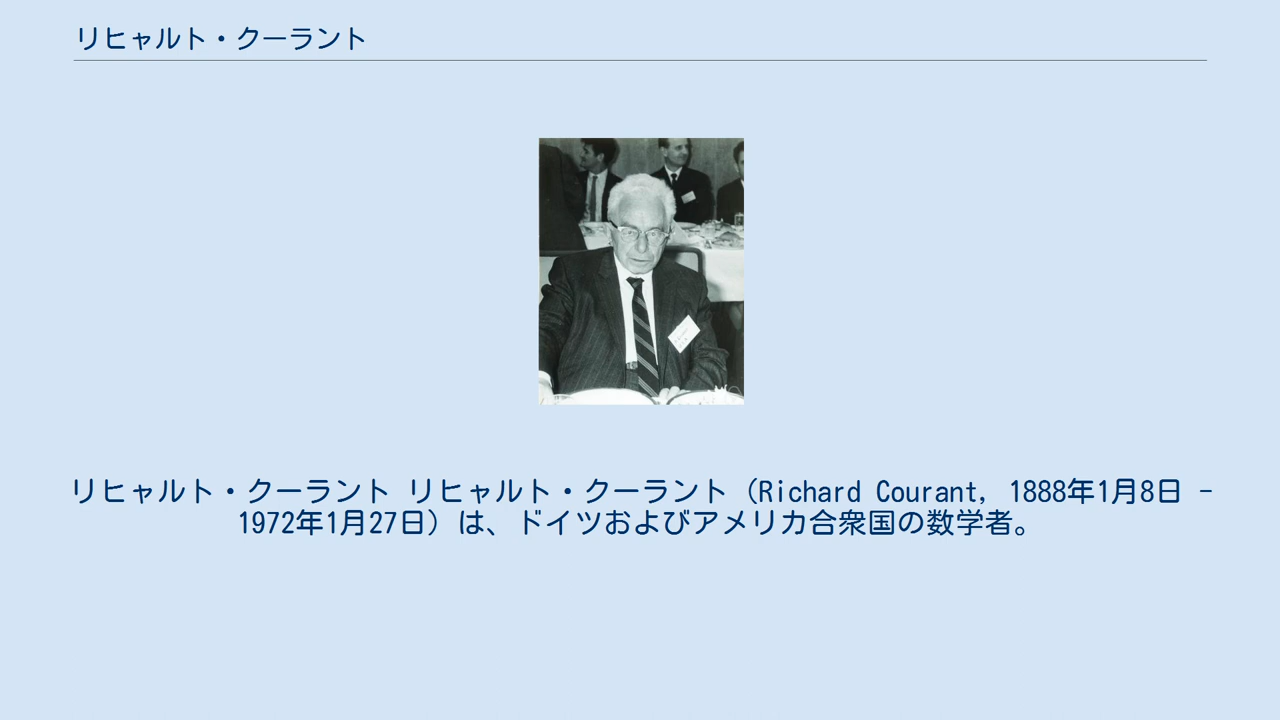 リヒャルト・クーラント
リヒャルト・クーラント リヒャルト・クーラント（Richard Courant, 1888年1月8日 -
1972年1月27日）は、ドイツおよびアメリカ合衆国の数学者。